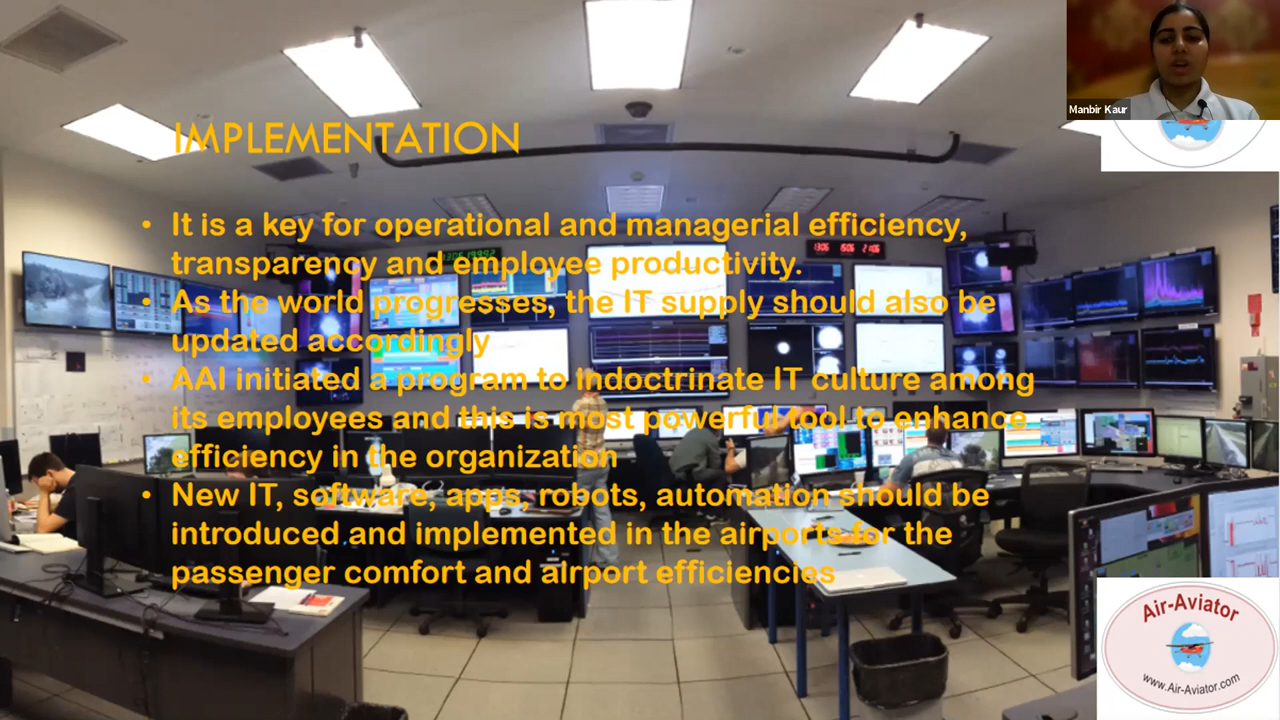 Manbir Kaur
IMPLEMENTATION
• It is a key for operational and managerial efficiency,
transparency and employee productivity.
• As the world progresses, the IT supply should also be
updated accordingly
• AAI initiated a program to indoctrinate IT culture among
its employees and this is most powerful tool to enhance
efficiency in the organization
• New IT, software, apps, robots, automation should be
introduced and implemented in the airports for the
passenger comfort and airport efficiencies
Air-Aviator
www.Air-Aviator.com